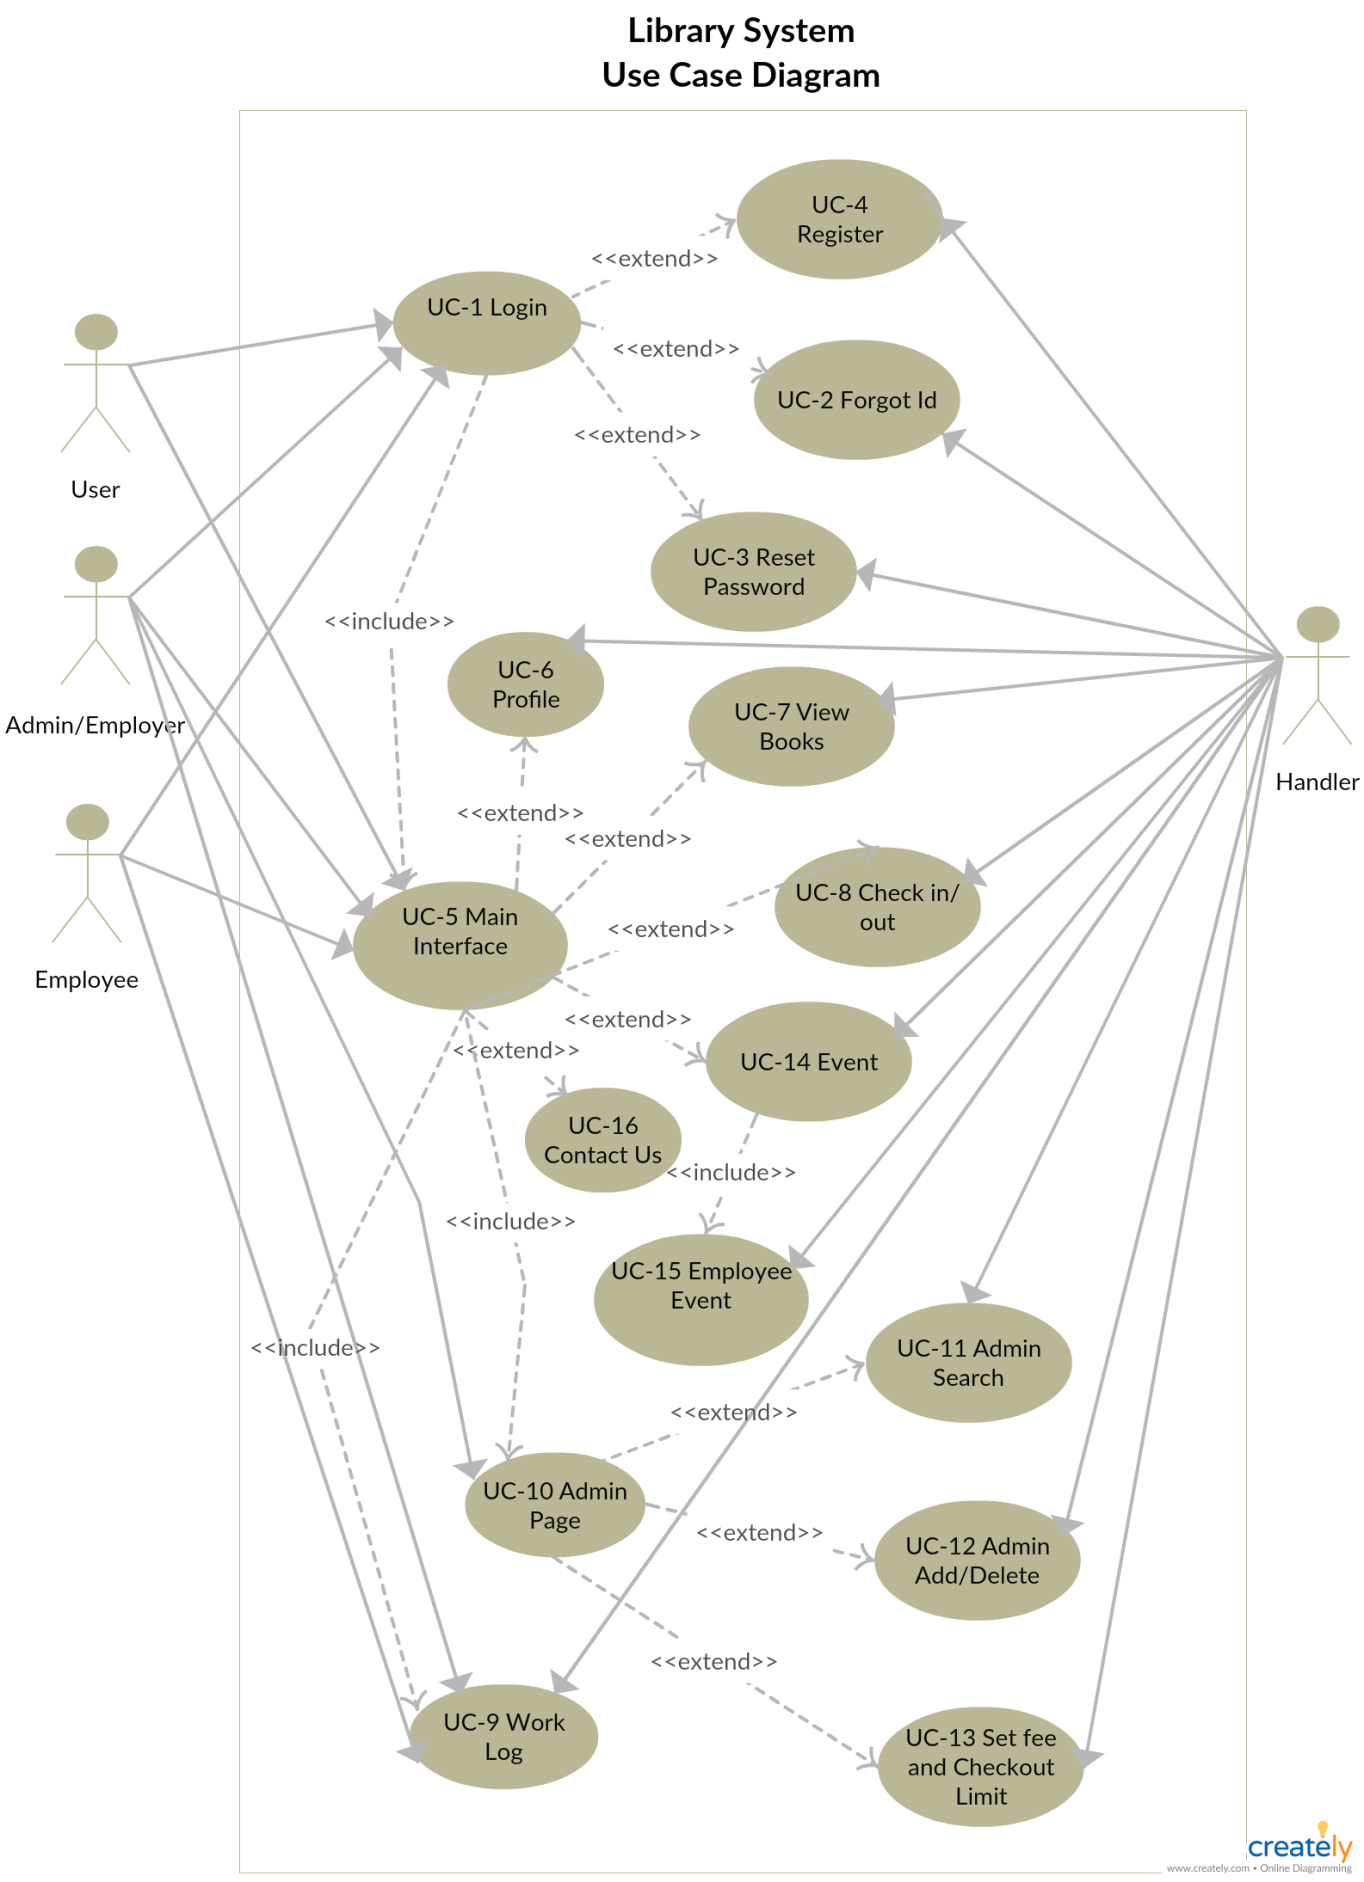 Library System
Use Case Diagram
UC-4
Register
<<extend>>
UC-1 Login
<<extend>>
UC-2 Forgot Id
<<extend>>
User
UC-3 Reset
Password
<<include>>
UC-6
Profile
UC-7 View
Books
Admin/Employer
Handler
<<extend>>
<<extend>>
UC-8 Check in/
out
UC-5 Main
Interface
<<extend>>
Employee
<<extend>>
<<extend>>
UC-14 Event
UC-16
Contact Us
<<include>>
<<include>>
UC-15 Employee
Event
<<include>>
UC-11 Admin
Search
<<extend>>
UC-10 Admin
Page
<<extend>>
UC-12 Admin
Add/Delete
<<extend>>
UC-9 Work
Log
UC-13 Set fee
and Checkout
Limit
creately
www.creately.com • Online Diagramming